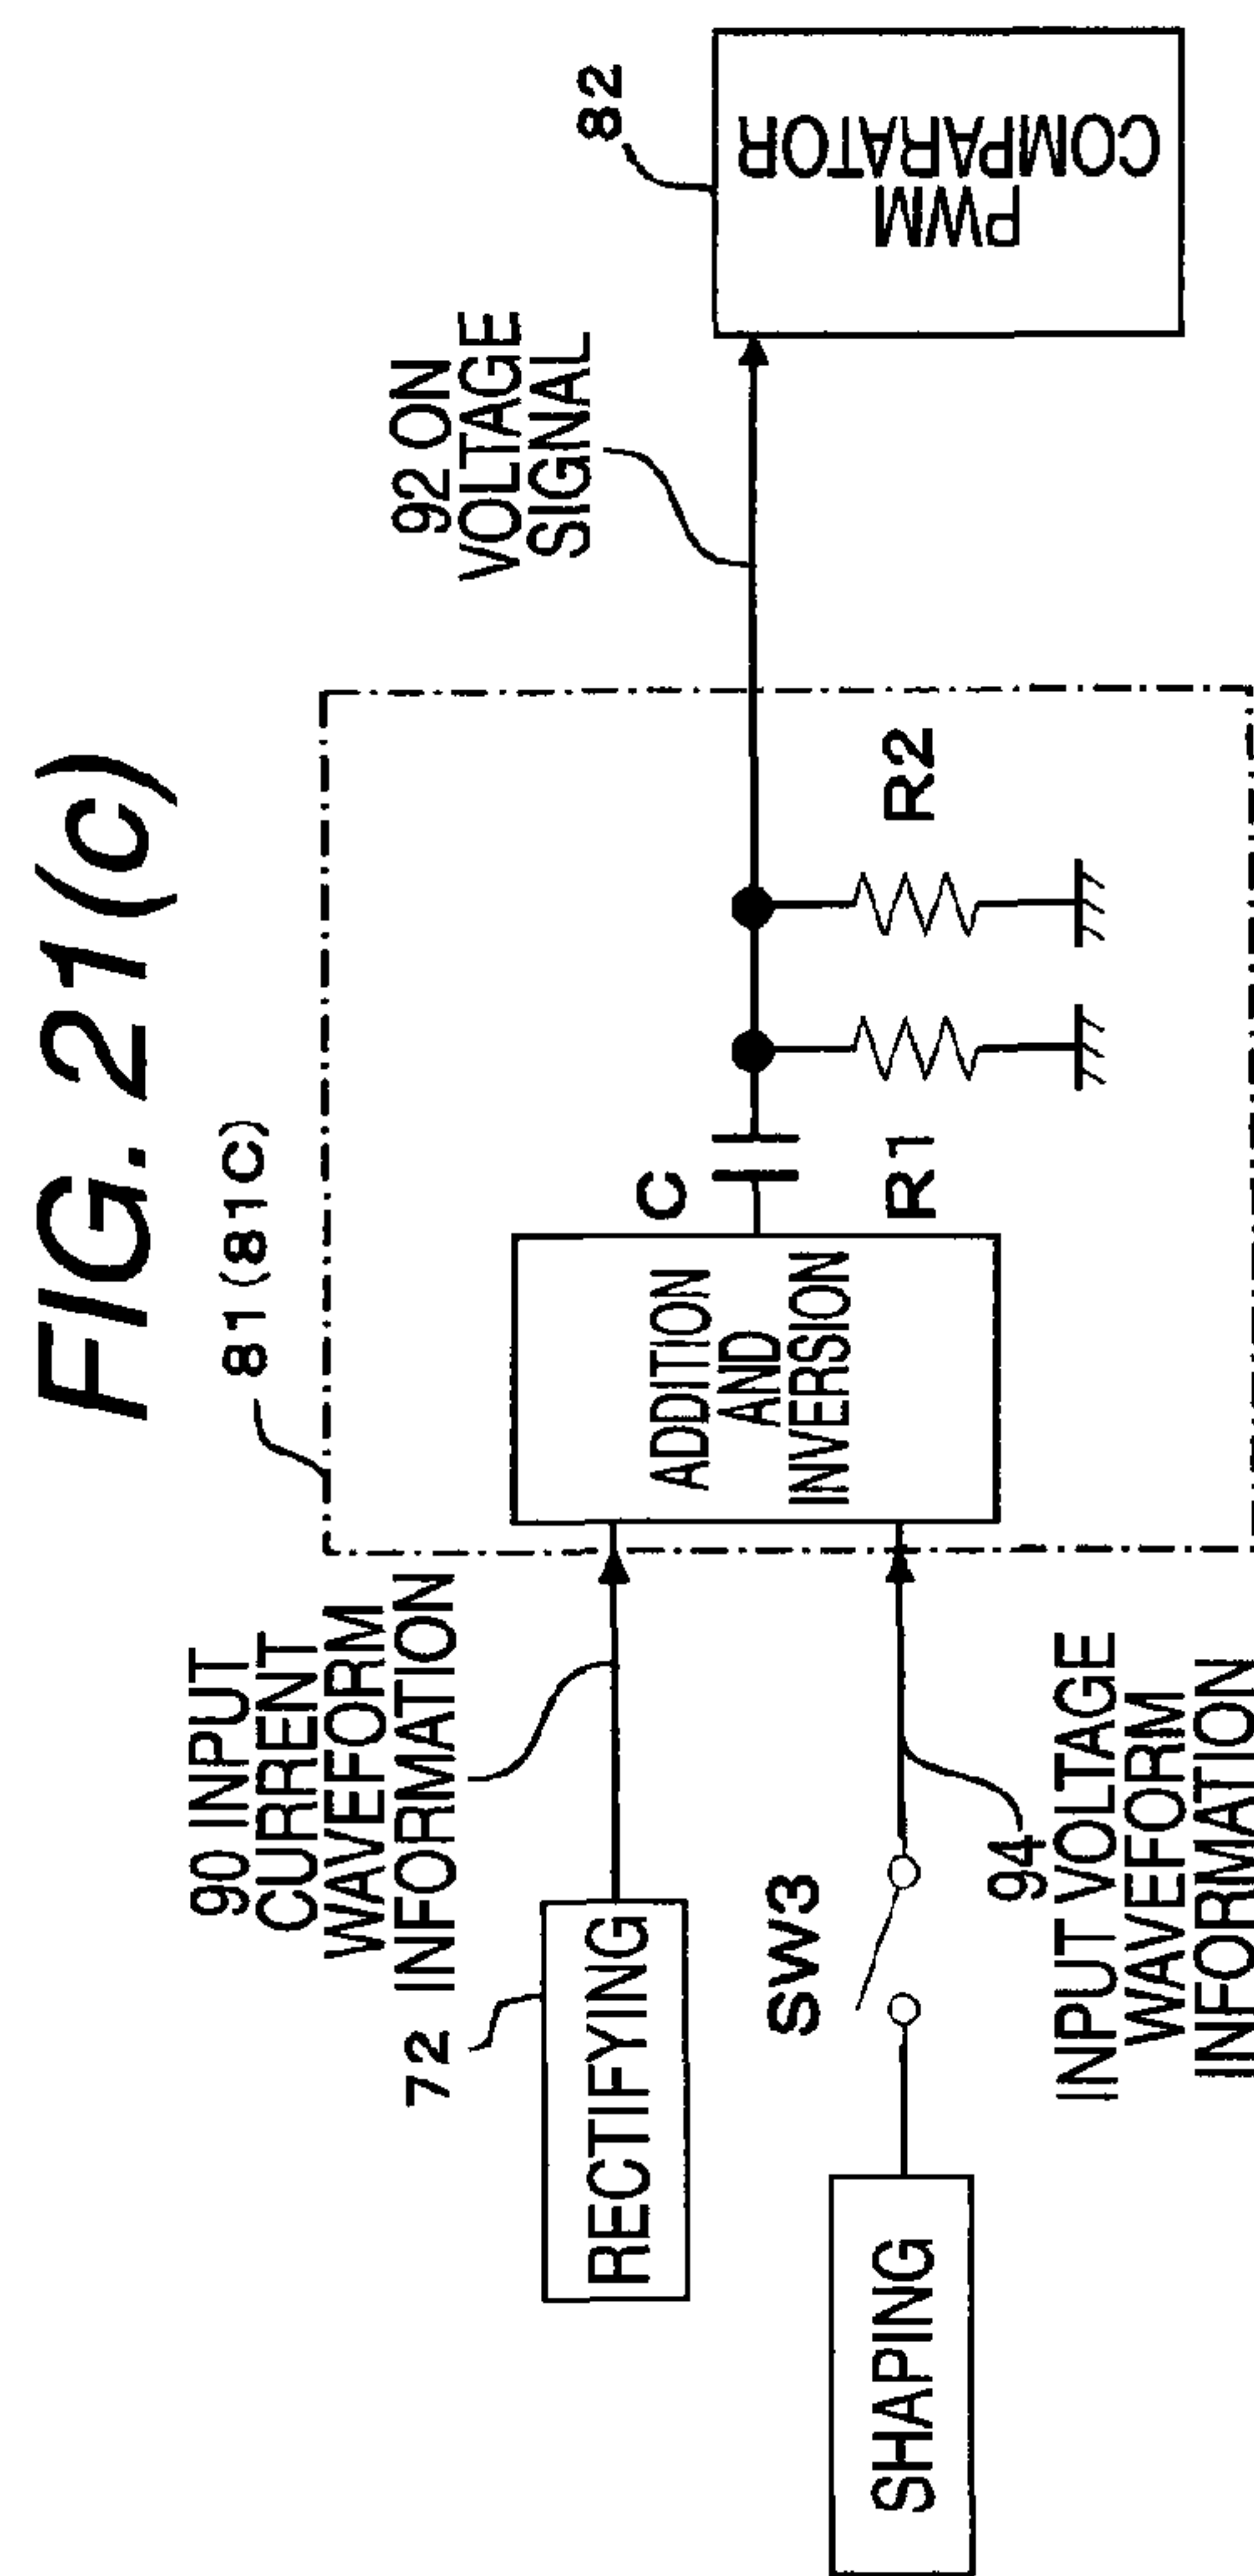 FIG. 21(c)
81(81C)
90 INPUT
CURRENT
WAVEFORM
INFORMATION
72
RECTIFYING
SHAPING
SW3
94
INPUT VOLTAGE
WAVEFORM
INFORMATION
ADDITION
AND
INVERSION
C
R1
R2
92 ON
VOLTAGE
SIGNAL
82
PWM
COMPARATOR